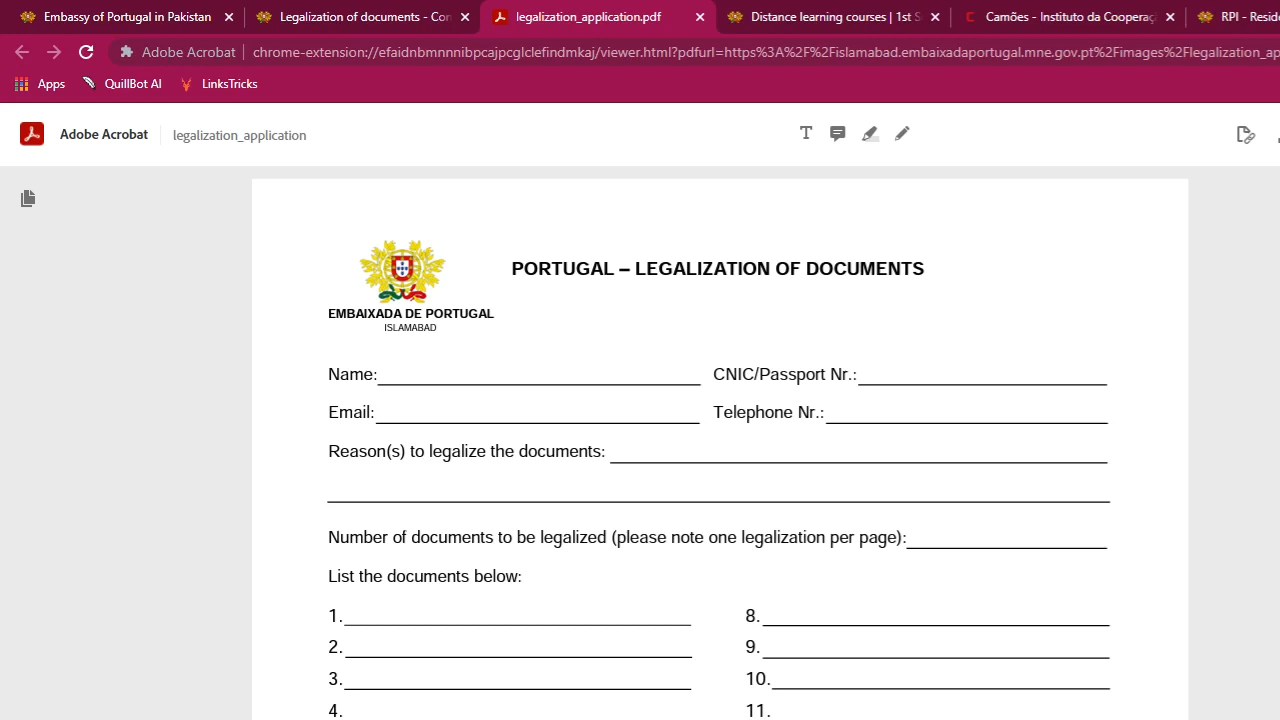 Embassy of Portugal in Pakistan
Legalization of documents - Con
legalization_application.pdf
Distance learning courses | 1st S
Camões - Instituto da Cooperaç
RPI - Reside
Adobe Acrobat
chrome-extension://efaidnbmnnnibpcajpcglclefindmkaj/viewer.html?pdfurl=https%3A%2F%2Fislamabad.embaixadaportugal.mne.gov.pt%2Fimages%2Flegalization_ap
Apps
QuillBot AI
LinksTricks
Adobe Acrobat
legalization_application
PORTUGAL – LEGALIZATION OF DOCUMENTS
EMBAIXADA DE PORTUGAL
ISLAMABAD
Name: CNIC/Passport Nr.:
Email: Telephone Nr.:
Reason(s) to legalize the documents:
Number of documents to be legalized (please note one legalization per page):
List the documents below:
1. 8.
2. 9.
3. 10.
4. 11.